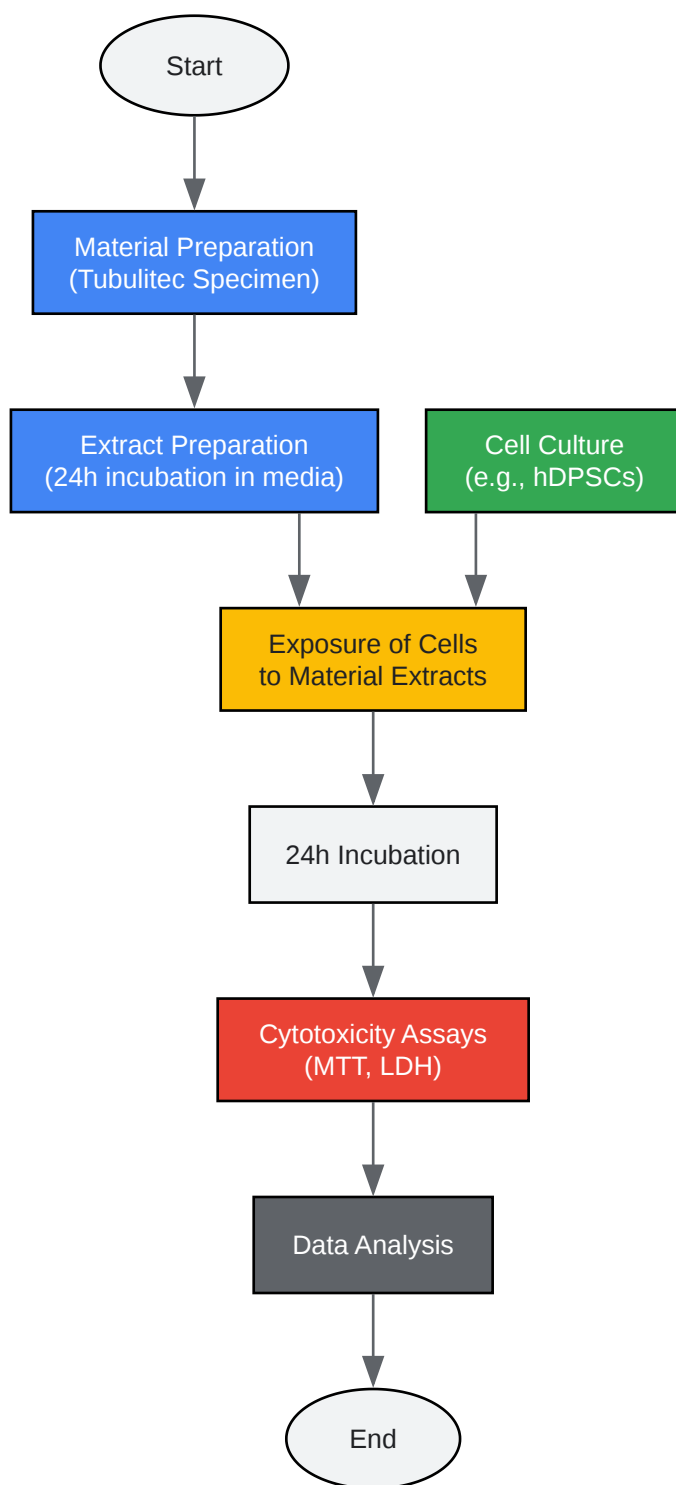 Start
Material Preparation
(Tubulitec Specimen)
Extract Preparation
(24h incubation in media)
Cell Culture
(e.g., hDPSCs)
Exposure of Cells
to Material Extracts
24h Incubation
Cytotoxicity Assays
(MTT, LDH)
Data Analysis
End